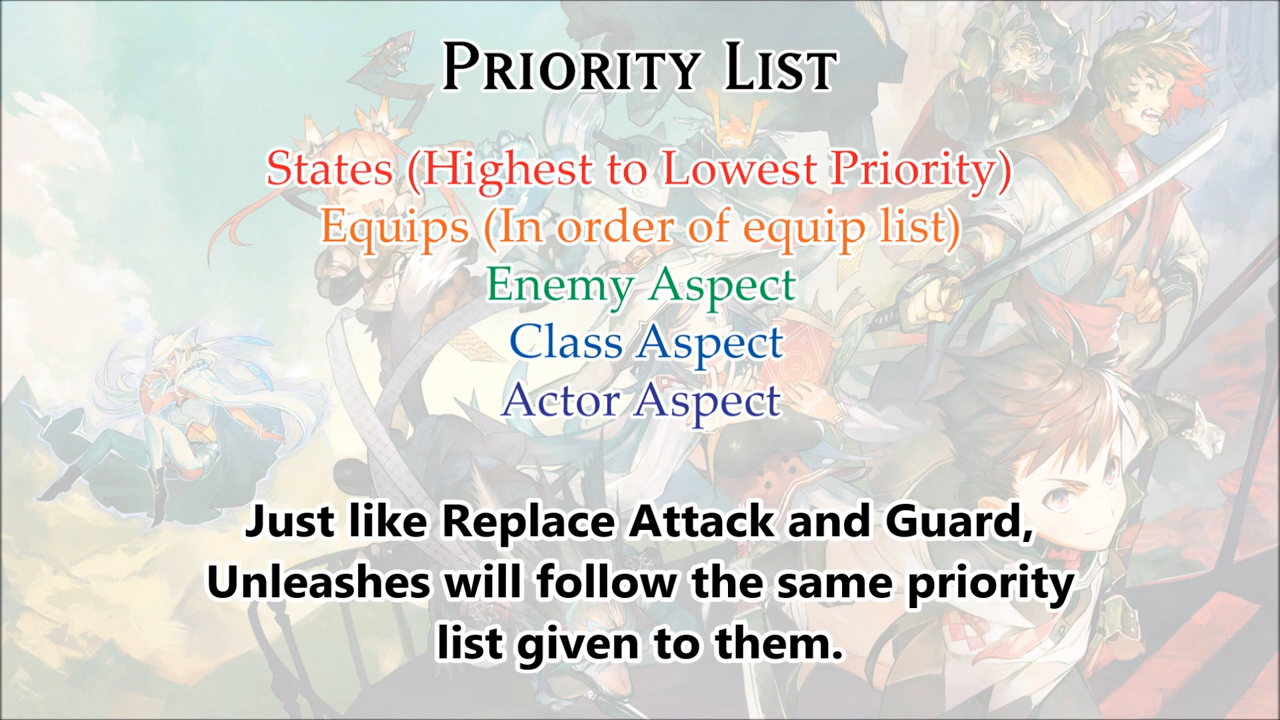 Priority List
States (Highest to Lowest Priority)
Equips (In order of equip list)
Enemy Aspect
Class Aspect
Actor Aspect
Just like Replace Attack and Guard,
Unleashes will follow the same priority
list given to them.